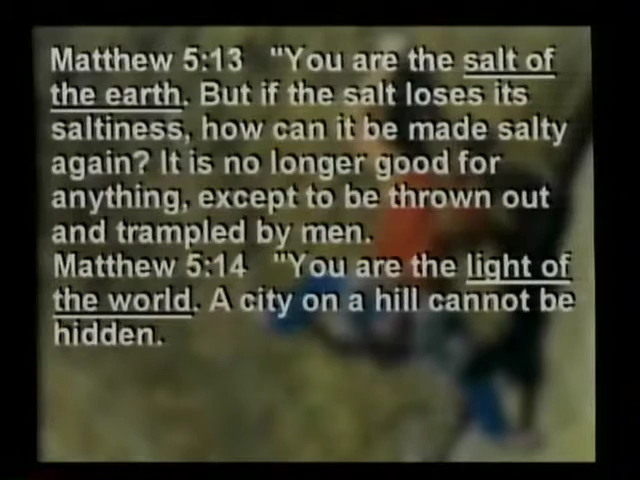 Matthew 5:13 "You are the salt of
the earth. But if the salt loses its
saltiness, how can it be made salty
again? It is no longer good for
anything, except to be thrown out
and trampled by men.
Matthew 5:14 "You are the light of
the world. A city on a hill cannot be
hidden.